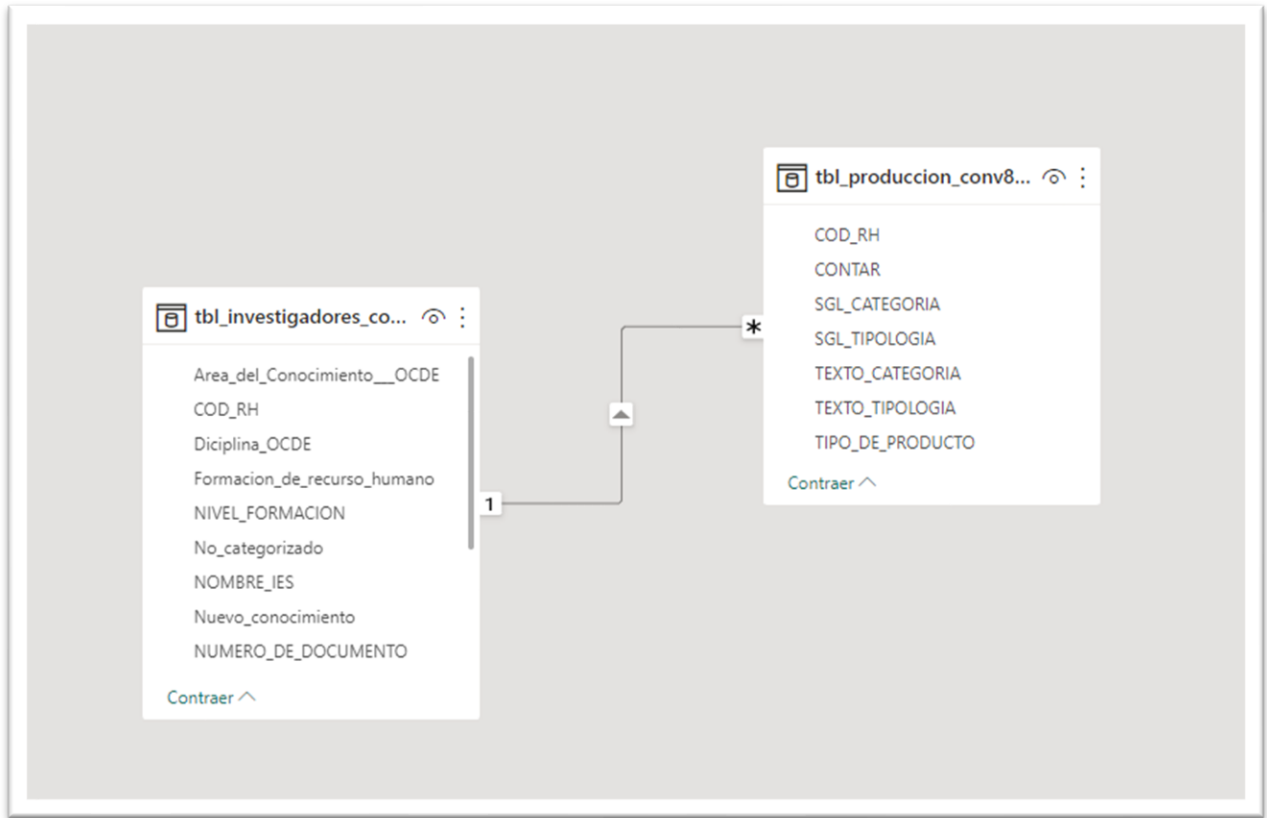 tbl_investigadores_co...
Area_del_Conocimiento__OCDE
COD_RH
Diciplina_OCDE
Formacion_de_recurso_humano
NIVEL_FORMACION
No_categorizado
NOMBRE_IES
Nuevo_conocimiento
NUMERO_DE_DOCUMENTO
Contraer
1
*
tbl_produccion_conv8...
COD_RH
CONTAR
SGL_CATEGORIA
SGL_TIPOLOGIA
TEXTO_CATEGORIA
TEXTO_TIPOLOGIA
TIPO_DE_PRODUCTO
Contraer